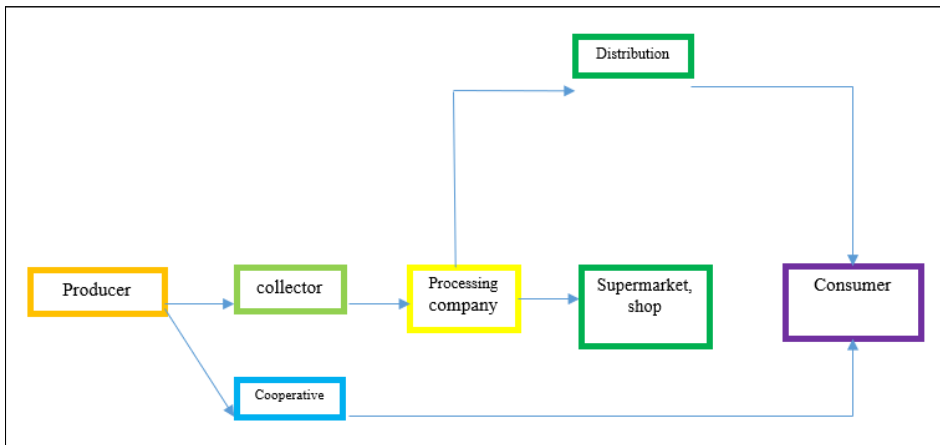 Distribution
Producer
collector
Processing
company
Supermarket,
shop
Consumer
Cooperative